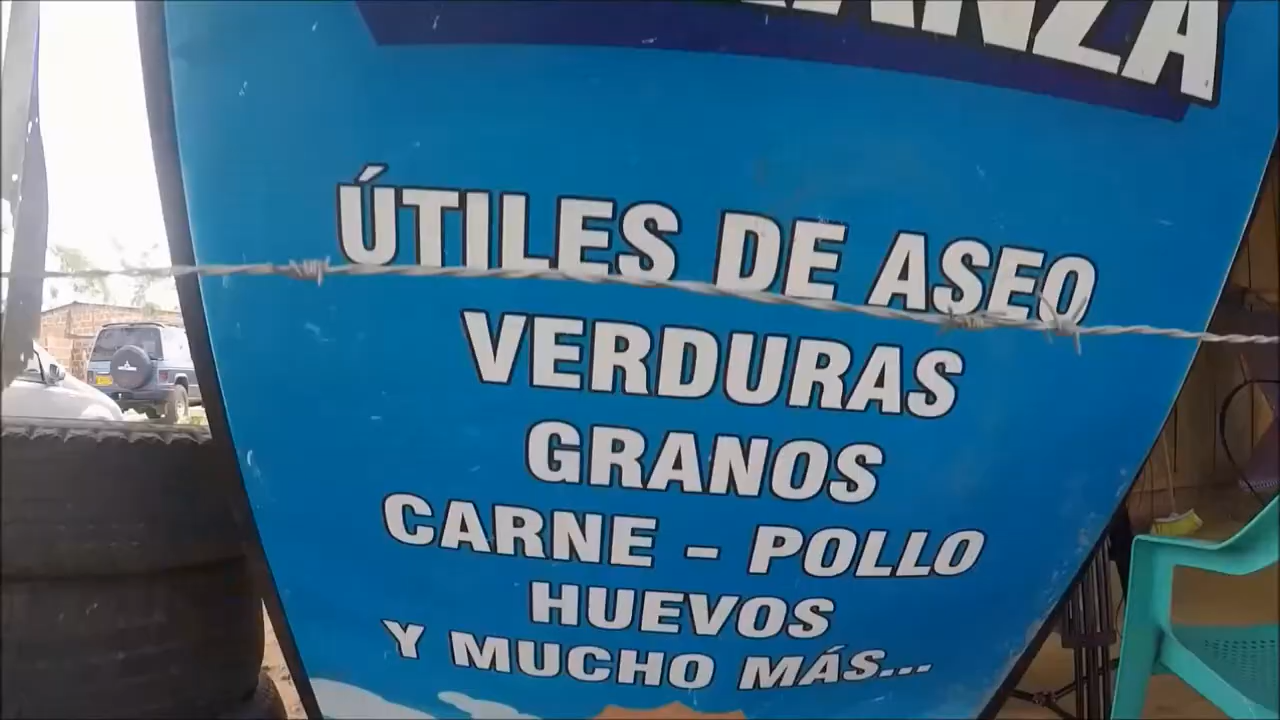 ÚTILES DE ASEO
VERDURAS
GRANOS
CARNE - POLLO
HUEVOS
Y MUCHO MÁS...